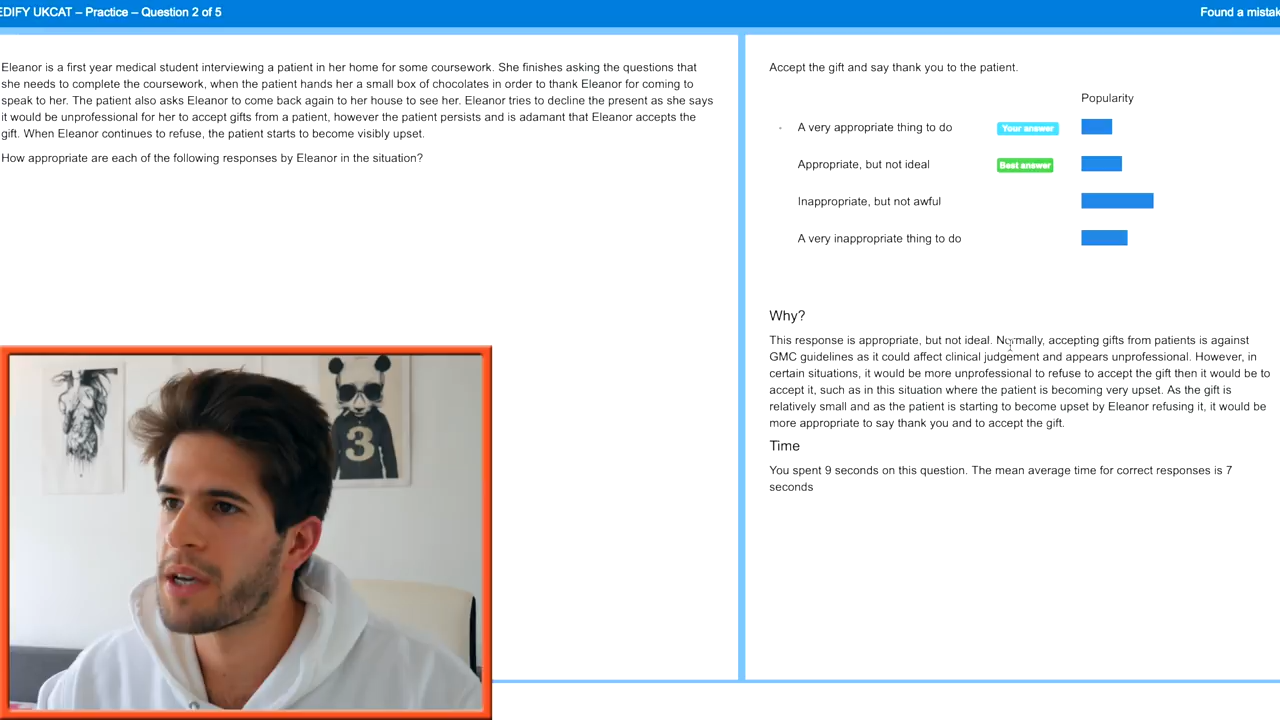 EDIFY UKCAT – Practice – Question 2 of 5
Found a mistak
Eleanor is a first year medical student interviewing a patient in her home for some coursework. She finishes asking the questions that
she needs to complete the coursework, when the patient hands her a small box of chocolates in order to thank Eleanor for coming to
speak to her. The patient also asks Eleanor to come back again to her house to see her. Eleanor tries to decline the present as she says
it would be unprofessional for her to accept gifts from a patient, however the patient persists and is adamant that Eleanor accepts the
gift. When Eleanor continues to refuse, the patient starts to become visibly upset.
How appropriate are each of the following responses by Eleanor in the situation?
Accept the gift and say thank you to the patient.
Popularity
A very appropriate thing to do Your answer
Appropriate, but not ideal Best answer
Inappropriate, but not awful
A very inappropriate thing to do
Why?
This response is appropriate, but not ideal. Normally, accepting gifts from patients is against
GMC guidelines as it could affect clinical judgement and appears unprofessional. However, in
certain situations, it would be more unprofessional to refuse to accept the gift then it would be to
accept it, such as in this situation where the patient is becoming very upset. As the gift is
relatively small and as the patient is starting to become upset by Eleanor refusing it, it would be
more appropriate to say thank you and to accept the gift.
Time
You spent 9 seconds on this question. The mean average time for correct responses is 7
seconds
3